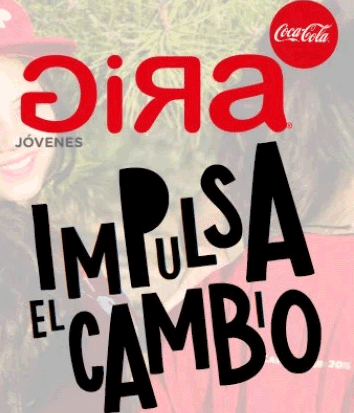 Coca-Cola
GiRa
JÓVENES
IMPULSA
EL
CAMBIO